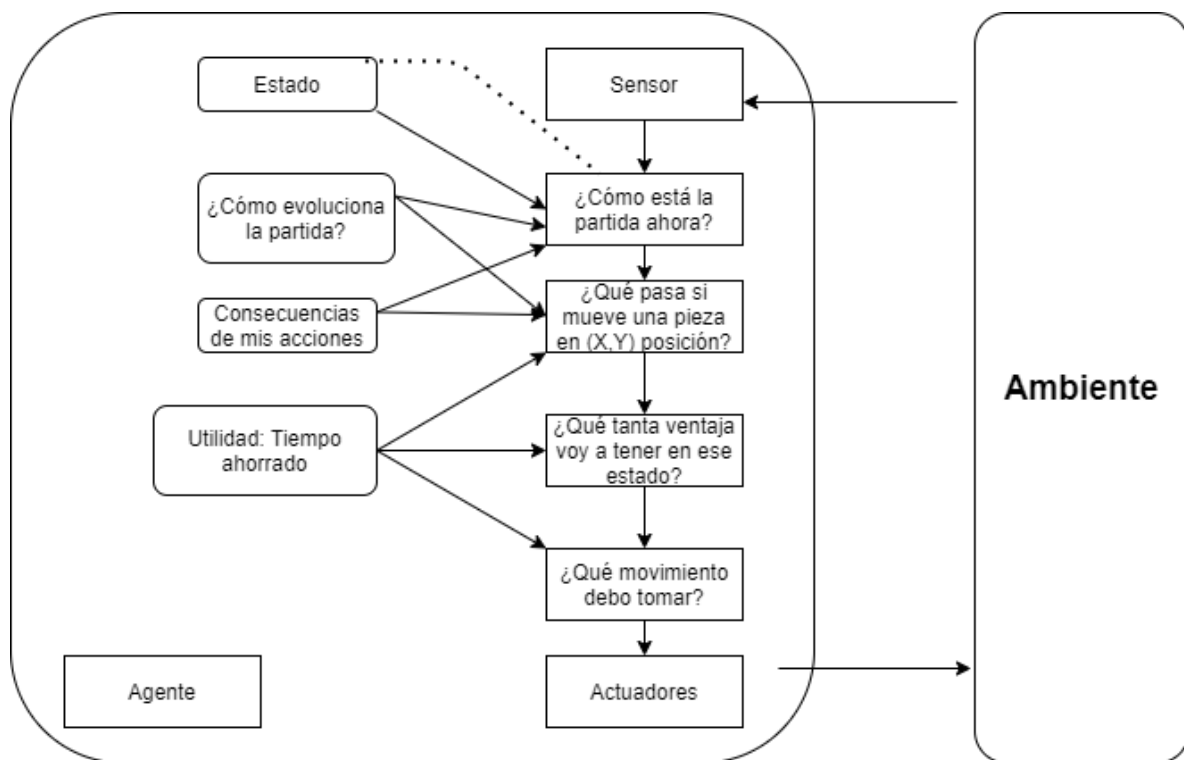 Estado
Sensor
¿Cómo evoluciona
la partida?
¿Cómo está la
partida ahora?
Consecuencias
de mis acciones
¿Qué pasa si
mueve una pieza
en (X,Y) posición?
Ambiente
Utilidad: Tiempo
ahorrado
¿Qué tanta ventaja
voy a tener en ese
estado?
¿Qué movimiento
debo tomar?
Agente
Actuadores